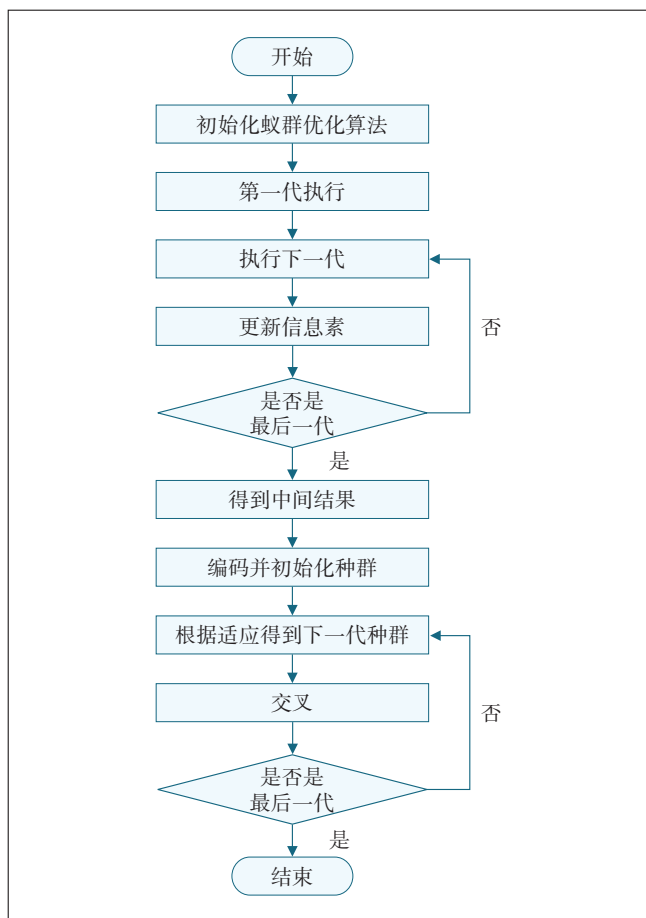 开始
初始化蚁群优化算法
第一代执行
执行下一代
更新信息素
否
是否是
最后一代
是
得到中间结果
编码并初始化种群
根据适应得到下一代种群
交叉
否
是否是
最后一代
是
结束